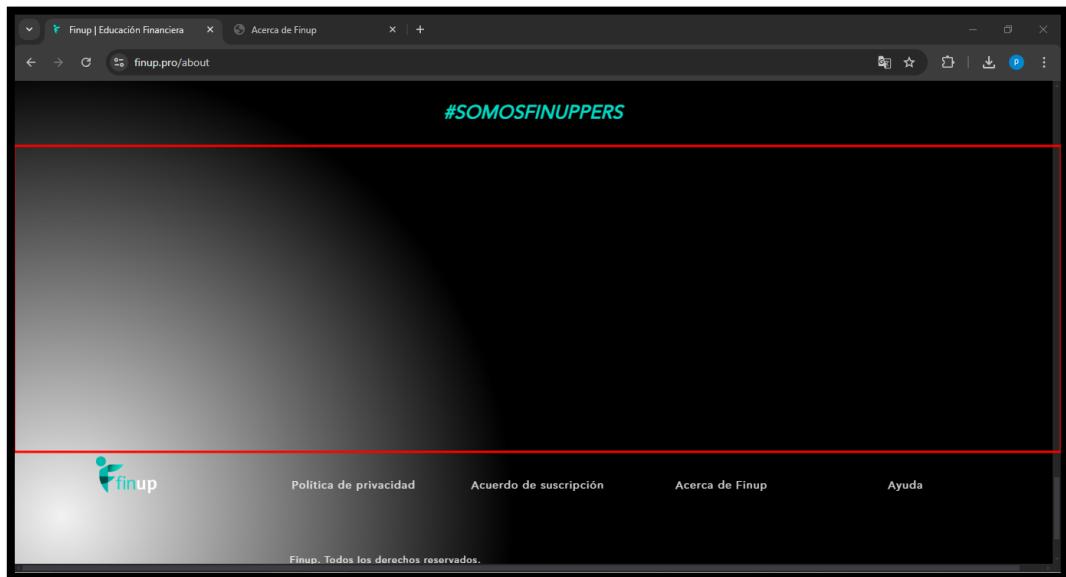 Finup | Educación Financiera
Acerca de Finup
finup.pro/about
P
#SOMOSFINUPPERS
finup
Política de privacidad
Acuerdo de suscripción
Acerca de Finup
Ayuda
Finup. Todos los derechos reservados.